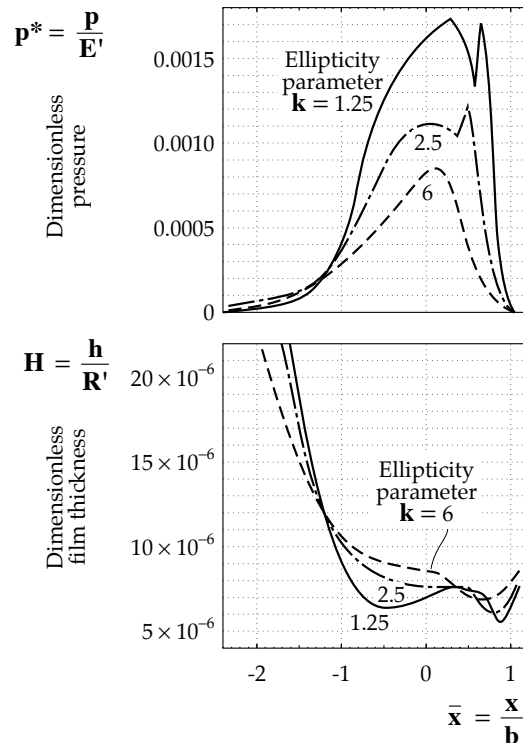 p* = p / E'
Dimensionless
pressure
0.0015
0.0010
0.0005
0
Ellipticity
parameter
k = 1.25
2.5
6
H = h / R'
Dimensionless
film thickness
20 × 10⁻⁶
15 × 10⁻⁶
10 × 10⁻⁶
5 × 10⁻⁶
Ellipticity
parameter
k = 6
2.5
1.25
-2 -1 0 1
x̄ = x / b